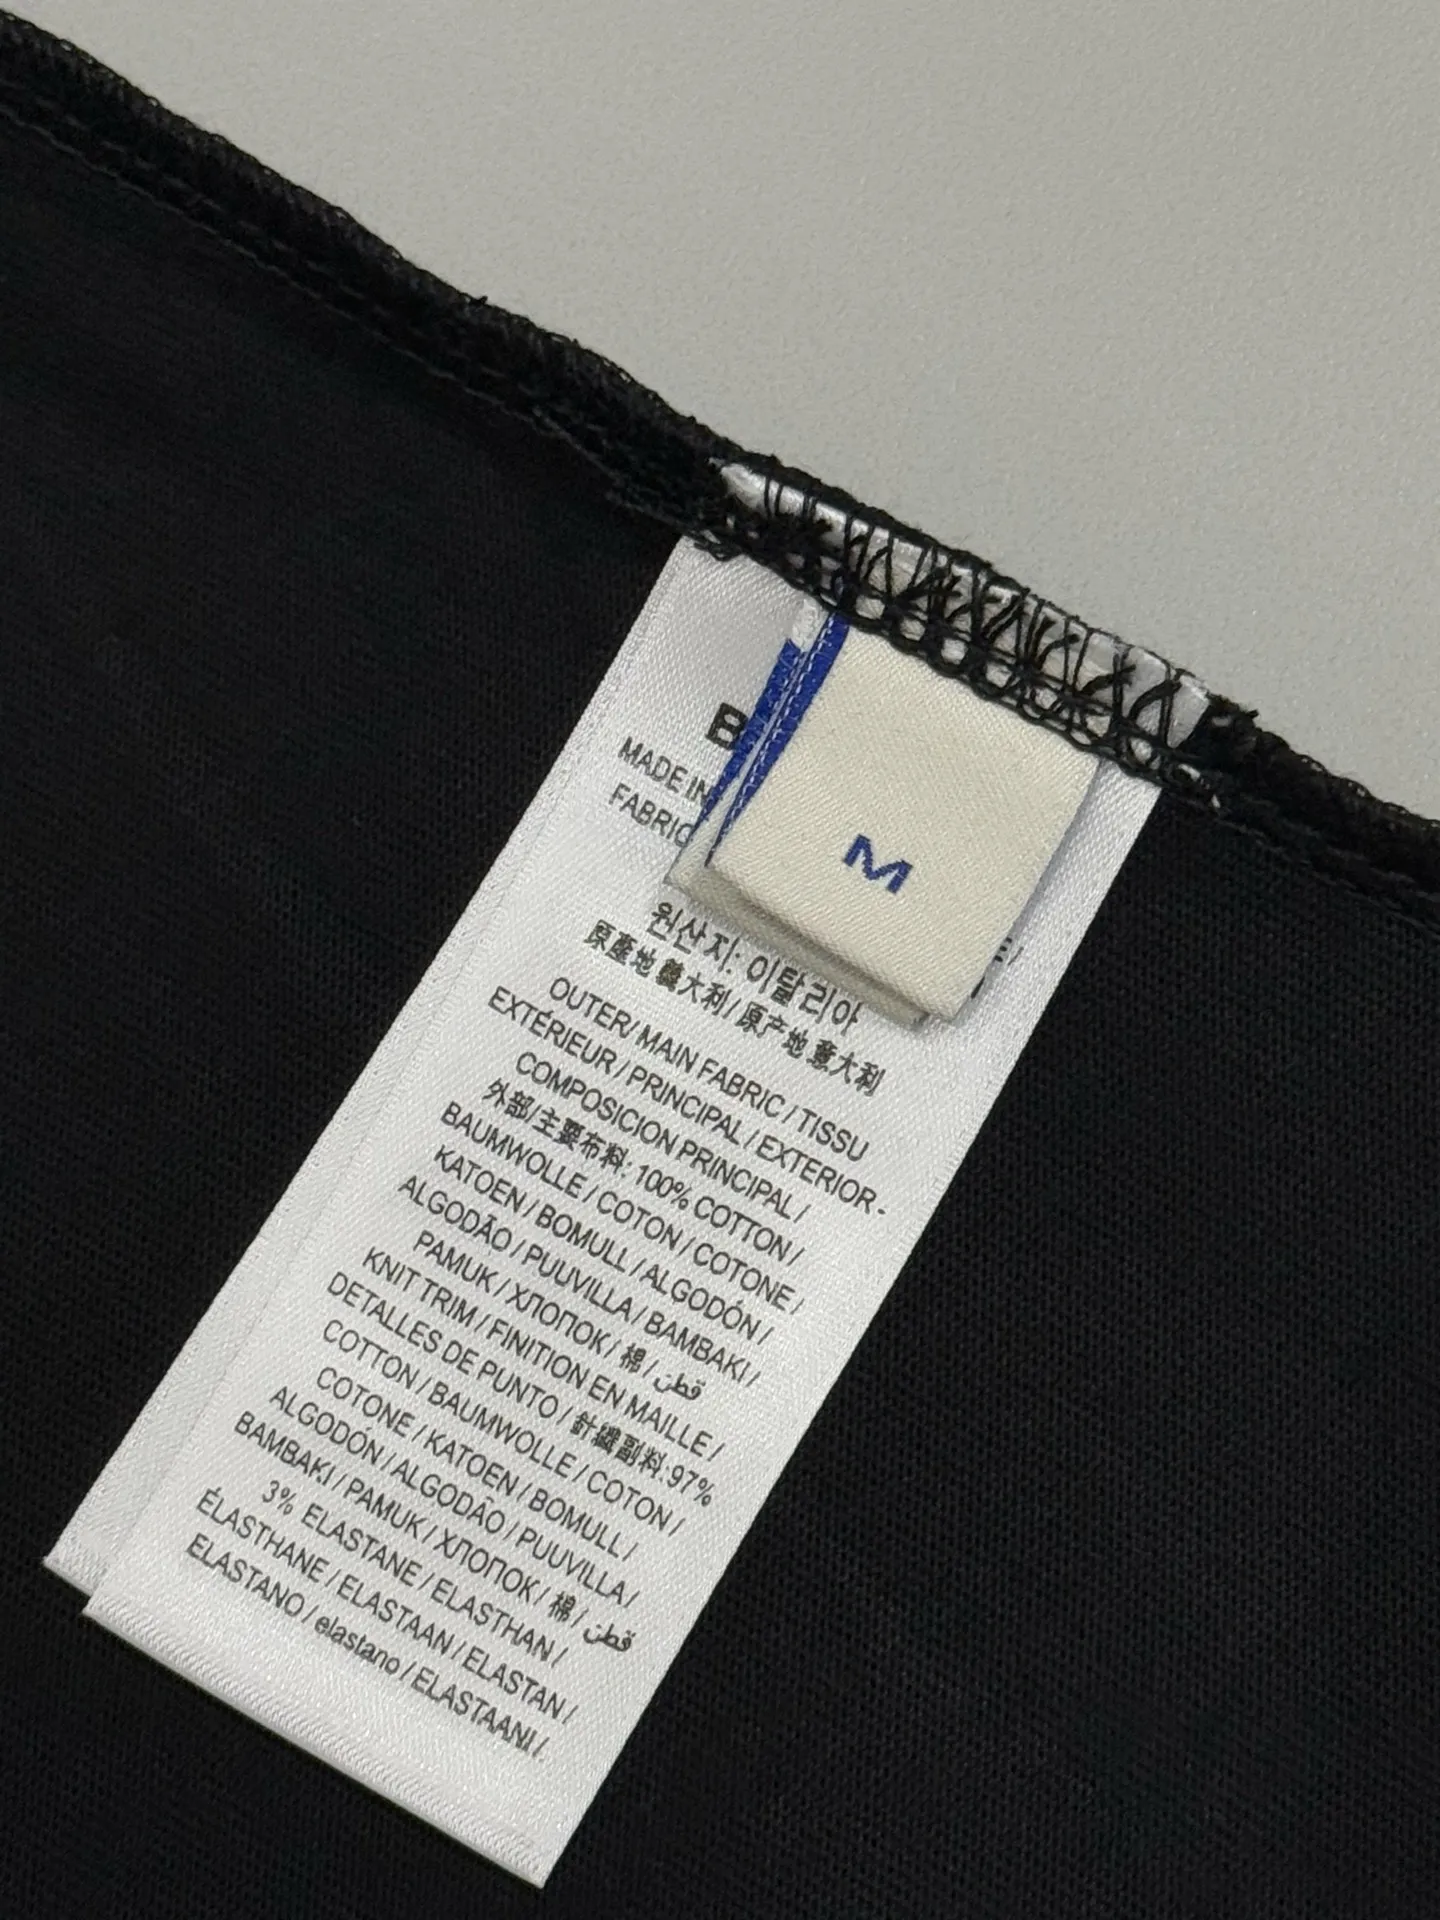 M
MADE IN
FABRIC
원산지: 이탈리아
原產地 義大利 / 原产地 意大利
OUTER/ MAIN FABRIC / TISSU
EXTÉRIEUR / PRINCIPAL / EXTERIOR -
COMPOSICION PRINCIPAL /
外部/主要布料: 100% COTTON /
BAUMWOLLE / COTON / COTONE /
KATOEN / BOMULL / ALGODÓN /
ALGODÃO / PUUVILLA / BAMBAKI /
PAMUK / ХЛОПОК / 棉 / قطن
KNIT TRIM / FINITION EN MAILLE /
DETALLES DE PUNTO / 針織副料: 97%
COTTON / BAUMWOLLE / COTON /
COTONE / KATOEN / BOMULL /
ALGODÓN / ALGODÃO / PUUVILLA /
BAMBAKI / PAMUK / ХЛОПОК / 棉 / قطن
3% ELASTANE / ELASTHAN /
ÉLASTHANE / ELASTAAN / ELASTAN /
ELASTANO / elastano / ELASTAANI /